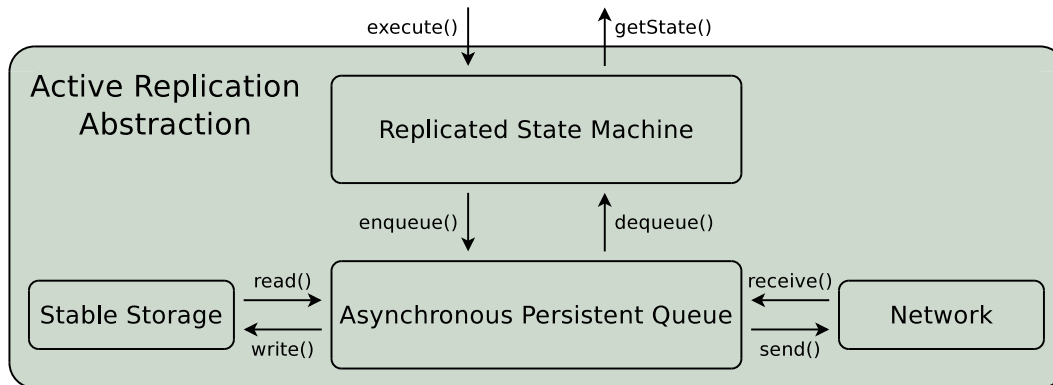 execute()
getState()
Active Replication
Abstraction
Replicated State Machine
enqueue()
dequeue()
read()
receive()
Stable Storage
Asynchronous Persistent Queue
Network
write()
send()